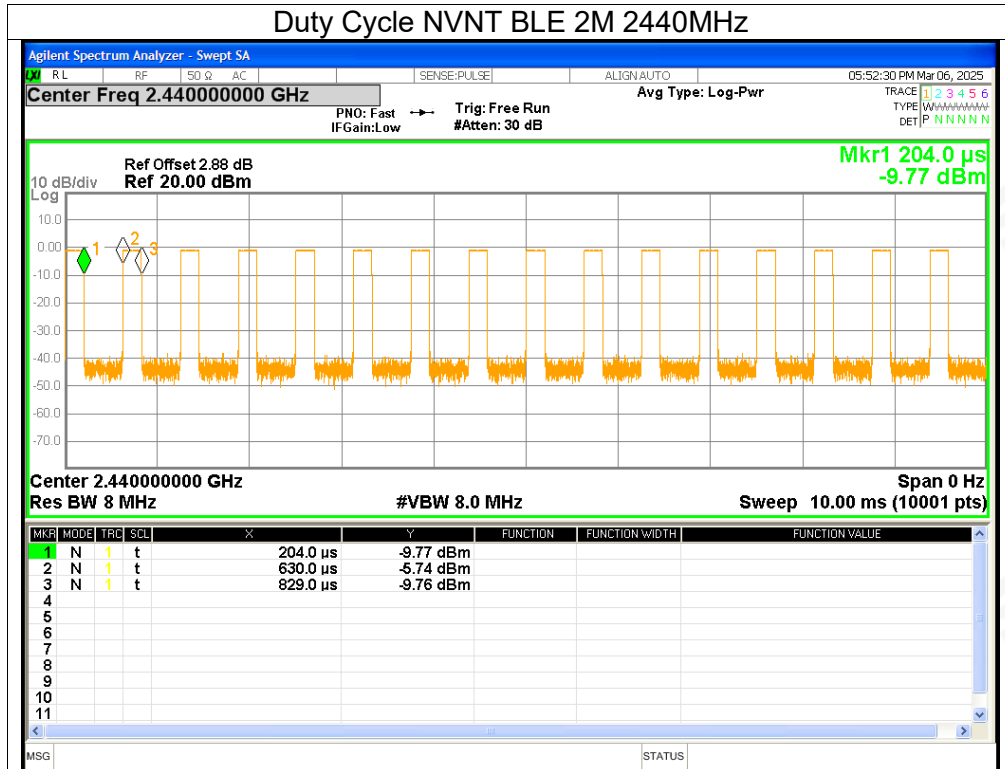 Duty Cycle NVNT BLE 2M 2440MHz
Agilent Spectrum Analyzer - Swept SA
LXI RL RF 50 Ω AC SENSE:PULSE ALIGNAUTO 05:52:30 PM Mar 06, 2025
Center Freq 2.440000000 GHz Avg Type: Log-Pwr TRACE 1 2 3 4 5 6
PNO: Fast Trig: Free Run TYPE WWWWWW
IFGain:Low #Atten: 30 dB DET P N N N N N
Mkr1 204.0 µs
Ref Offset 2.88 dB
10 dB/div Ref 20.00 dBm -9.77 dBm
Log
10.0
0.00
1 2 3
-10.0
-20.0
-30.0
-40.0
-50.0
-60.0
-70.0
Center 2.440000000 GHz Span 0 Hz
Res BW 8 MHz #VBW 8.0 MHz Sweep 10.00 ms (10001 pts)
MKR MODE TRC SCL X Y FUNCTION FUNCTION WIDTH FUNCTION VALUE
1 N 1 t 204.0 µs -9.77 dBm
2 N 1 t 630.0 µs -5.74 dBm
3 N 1 t 829.0 µs -9.76 dBm
4
5
6
7
8
9
10
11
MSG STATUS